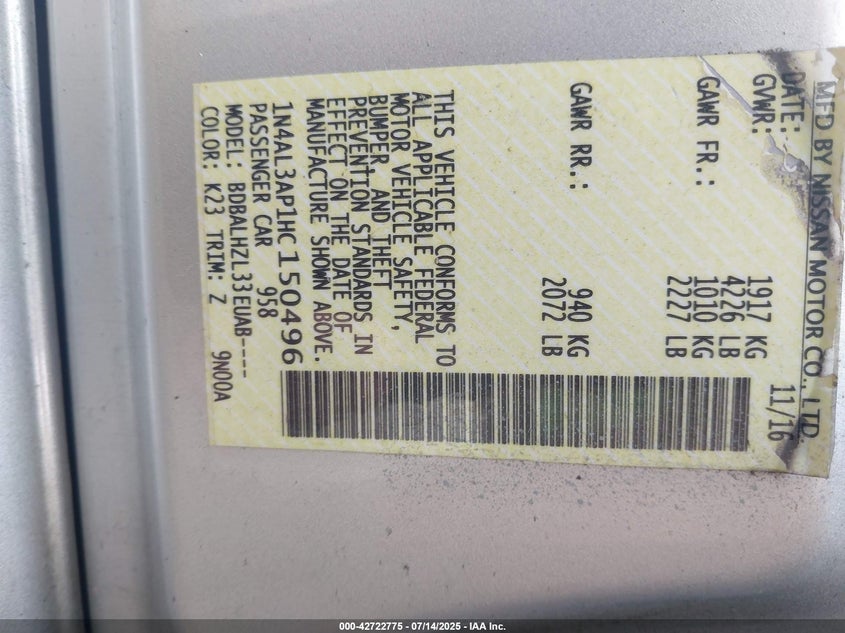 MFD BY NISSAN MOTOR CO., LTD.
DATE: 11/16
GVWR: 1917 KG
4226 LB
GAWR FR.: 1010 KG
2227 LB
GAWR RR.: 940 KG
2072 LB
THIS VEHICLE CONFORMS TO
ALL APPLICABLE FEDERAL
MOTOR VEHICLE SAFETY,
BUMPER, AND THEFT
PREVENTION STANDARDS IN
EFFECT ON THE DATE OF
MANUFACTURE SHOWN ABOVE.
1N4AL3AP1HC150496
PASSENGER CAR 958
MODEL: BDBALHZL33EUAB----
COLOR: K23 TRIM: Z 9N00A
000-42722775 - 07/14/2025 - IAA Inc.